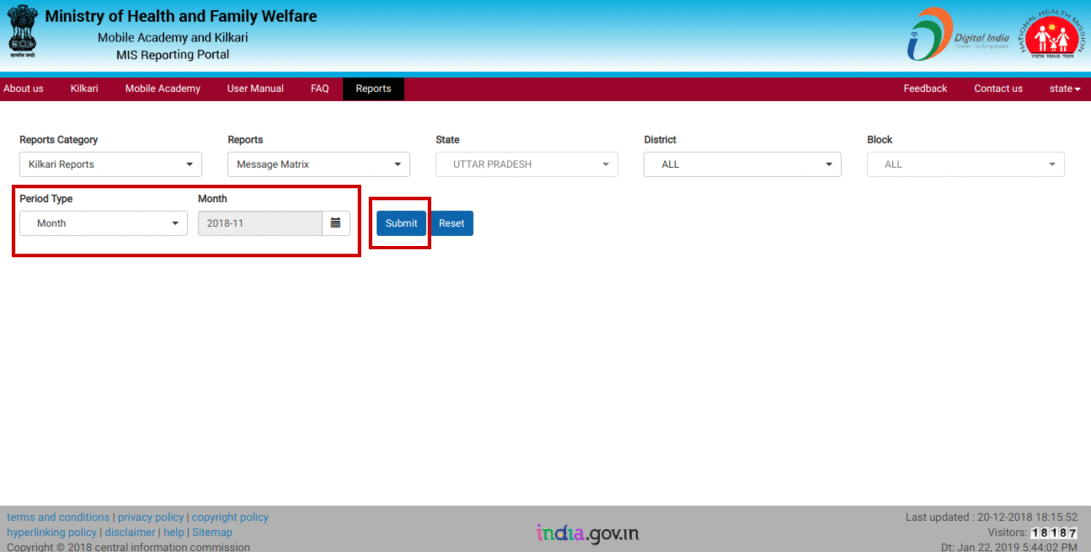 Ministry of Health and Family Welfare
Mobile Academy and Kilkari
MIS Reporting Portal
Digital India
Power To Empower
NATIONAL HEALTH MISSION
About us Kilkari Mobile Academy User Manual FAQ Reports Feedback Contact us state
Reports Category Reports State District Block
Kilkari Reports Message Matrix UTTAR PRADESH ALL ALL
Period Type Month
Month 2018-11 Submit Reset
terms and conditions | privacy policy | copyright policy
hyperlinking policy | disclaimer | help | Sitemap
Copyright © 2018 central information commission
india.gov.in
Last updated : 20-12-2018 18:15:52
Visitors: 18187
Dt: Jan 22, 2019 5:44:02 PM